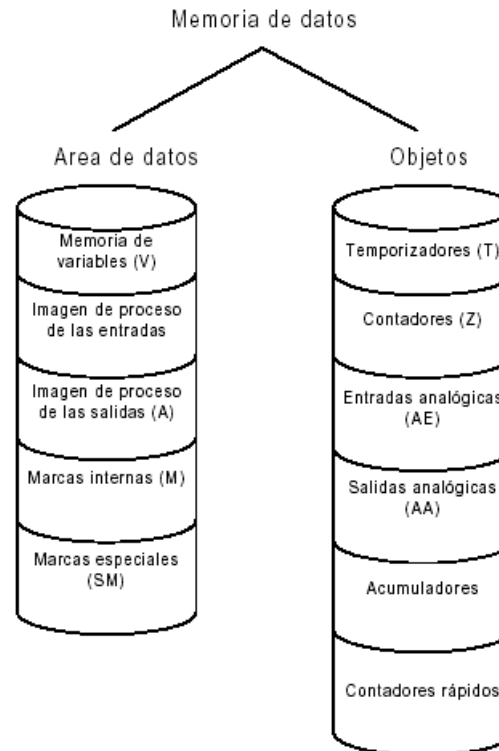 Memoria de datos
Area de datos
Memoria de
variables (V)
Imagen de proceso
de las entradas
Imagen de proceso
de las salidas (A)
Marcas internas (M)
Marcas especiales
(SM)
Objetos
Temporizadores (T)
Contadores (Z)
Entradas analógicas
(AE)
Salidas analógicas
(AA)
Acumuladores
Contadores rápidos